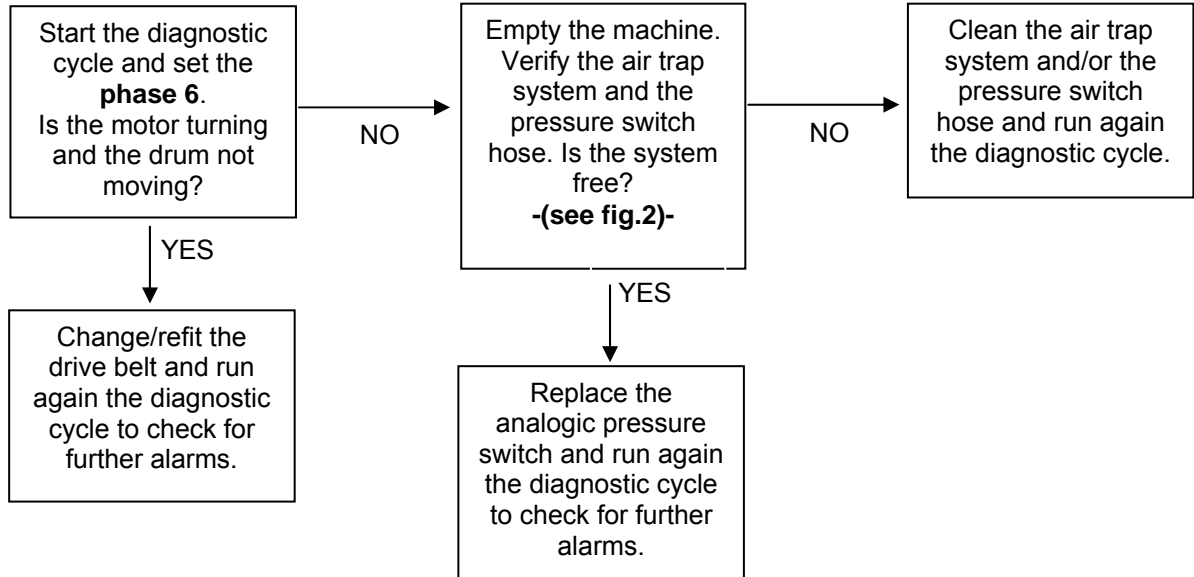 Start the diagnostic
cycle and set the
phase 6.
Is the motor turning
and the drum not
moving?
NO
Empty the machine.
Verify the air trap
system and the
pressure switch
hose. Is the system
free?
-(see fig.2)-
NO
Clean the air trap
system and/or the
pressure switch
hose and run again
the diagnostic cycle.
YES
Change/refit the
drive belt and run
again the diagnostic
cycle to check for
further alarms.
YES
Replace the
analogic pressure
switch and run again
the diagnostic cycle
to check for further
alarms.